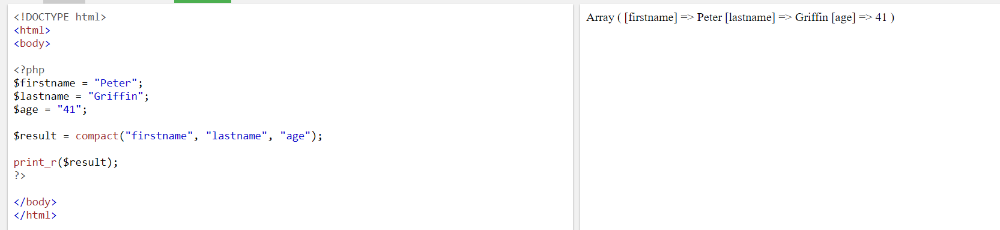 <!DOCTYPE html>
<html>
<body>
<?php
$firstname = "Peter";
$lastname = "Griffin";
$age = "41";
$result = compact("firstname", "lastname", "age");
print_r($result);
?>
</body>
</html>
Array ( [firstname] => Peter [lastname] => Griffin [age] => 41 )